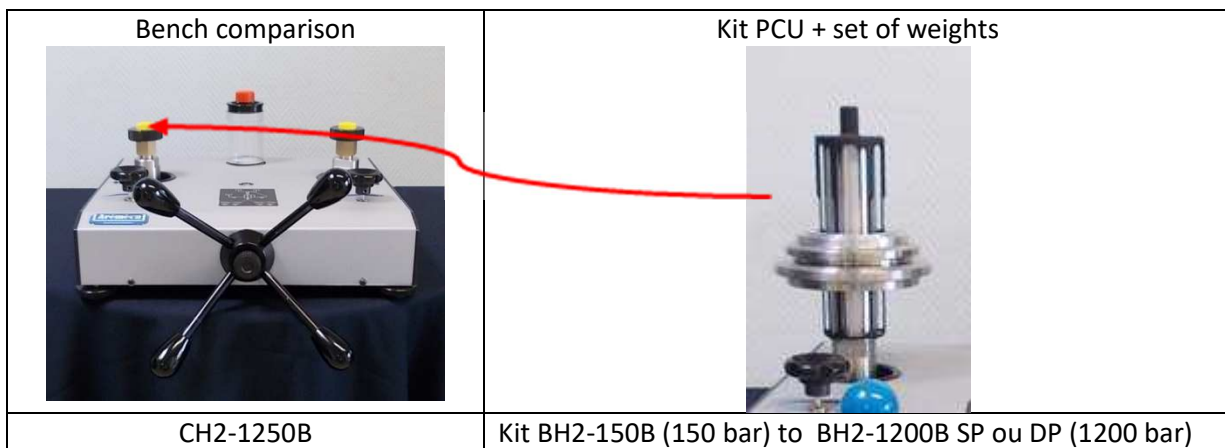 Bench comparison
Kit PCU + set of weights
CH2-1250B
Kit BH2-150B (150 bar) to BH2-1200B SP ou DP (1200 bar)